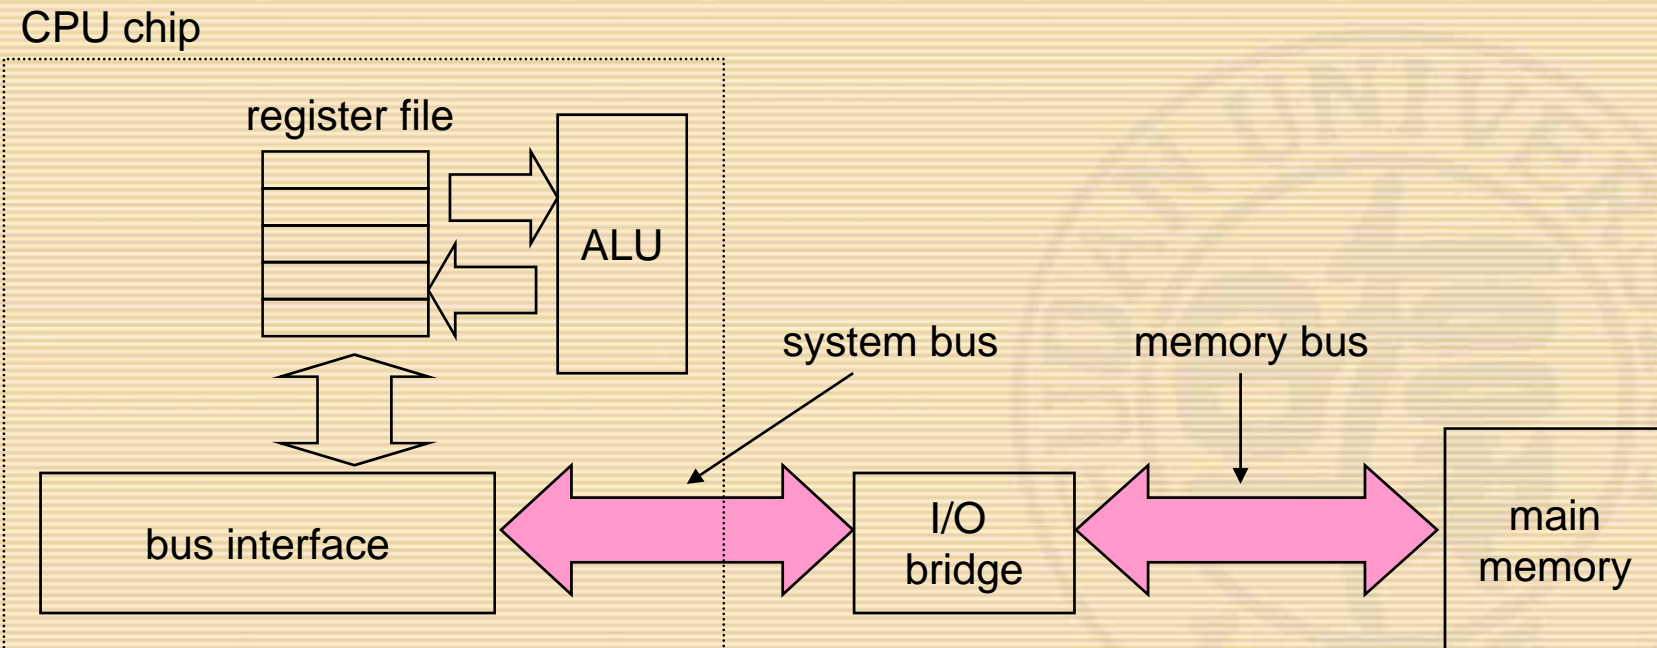 CPU chip
register file
ALU
system bus
memory bus
bus interface
I/O
bridge
main
memory